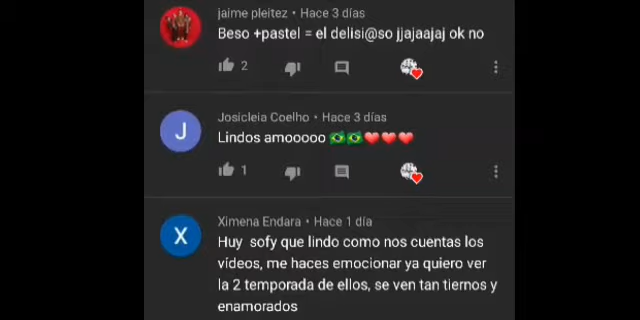 jaime pleitez • Hace 3 días
Beso +pastel = el delisi@so jjajaajaj ok no
2
J
Josicleia Coelho • Hace 3 días
Lindos amooooo 🇧🇷🇧🇷❤️❤️❤️
1
X
Ximena Endara • Hace 1 día
Huy sofy que lindo como nos cuentas los
vídeos, me haces emocionar ya quiero ver
la 2 temporada de ellos, se ven tan tiernos y
enamorados